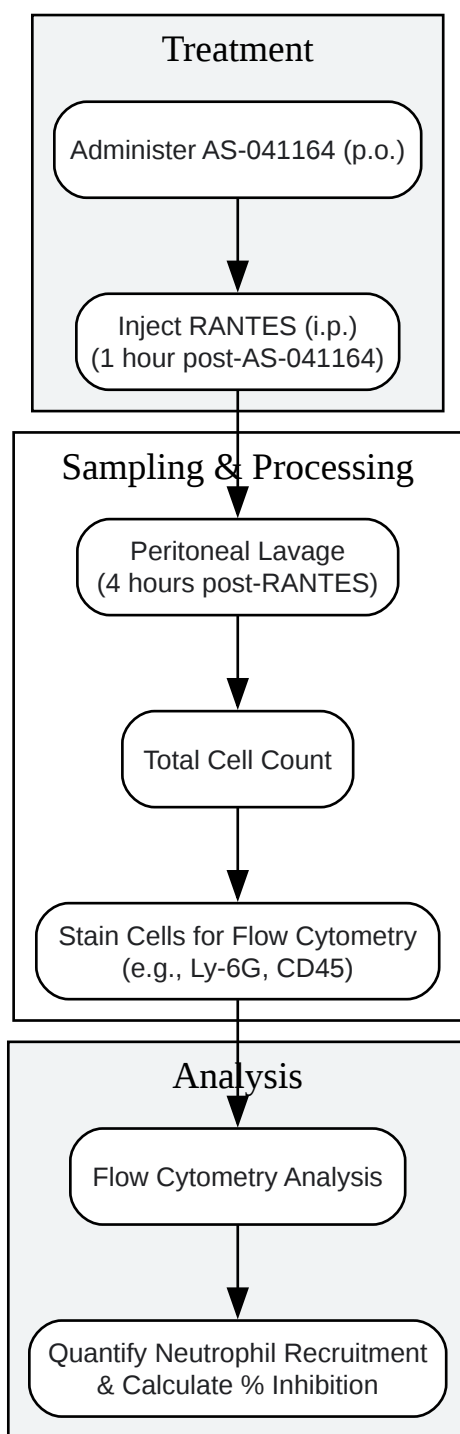 Treatment
Administer AS-041164 (p.o.)
Inject RANTES (i.p.)
(1 hour post-AS-041164)
Sampling & Processing
Peritoneal Lavage
(4 hours post-RANTES)
Total Cell Count
Stain Cells for Flow Cytometry
(e.g., Ly-6G, CD45)
Analysis
Flow Cytometry Analysis
Quantify Neutrophil Recruitment
& Calculate % Inhibition